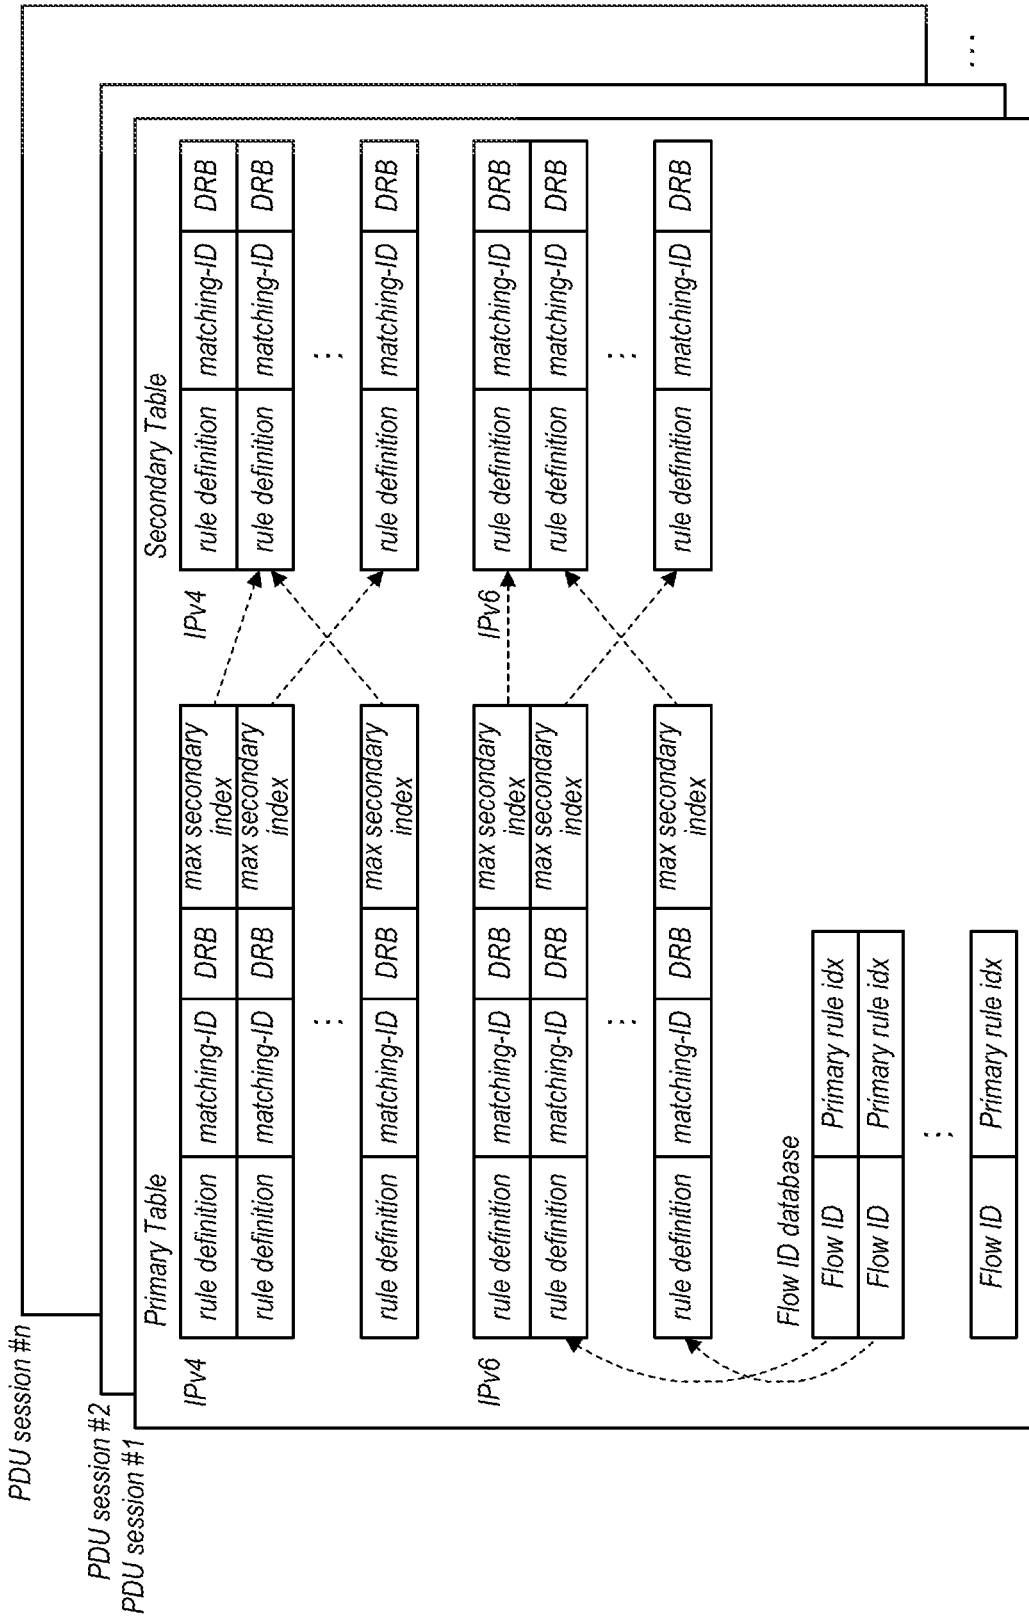 PDU session #n
PDU session #2
PDU session #1
Primary Table
Secondary Table
IPv4
rule definition matching-ID DRB max secondary index
rule definition matching-ID DRB max secondary index
...
rule definition matching-ID DRB max secondary index
IPv4
rule definition matching-ID DRB
rule definition matching-ID DRB
...
rule definition matching-ID DRB
IPv6
rule definition matching-ID DRB max secondary index
rule definition matching-ID DRB max secondary index
...
rule definition matching-ID DRB max secondary index
IPv6
rule definition matching-ID DRB
rule definition matching-ID DRB
...
rule definition matching-ID DRB
Flow ID database
Flow ID Primary rule idx
Flow ID Primary rule idx
...
Flow ID Primary rule idx
...